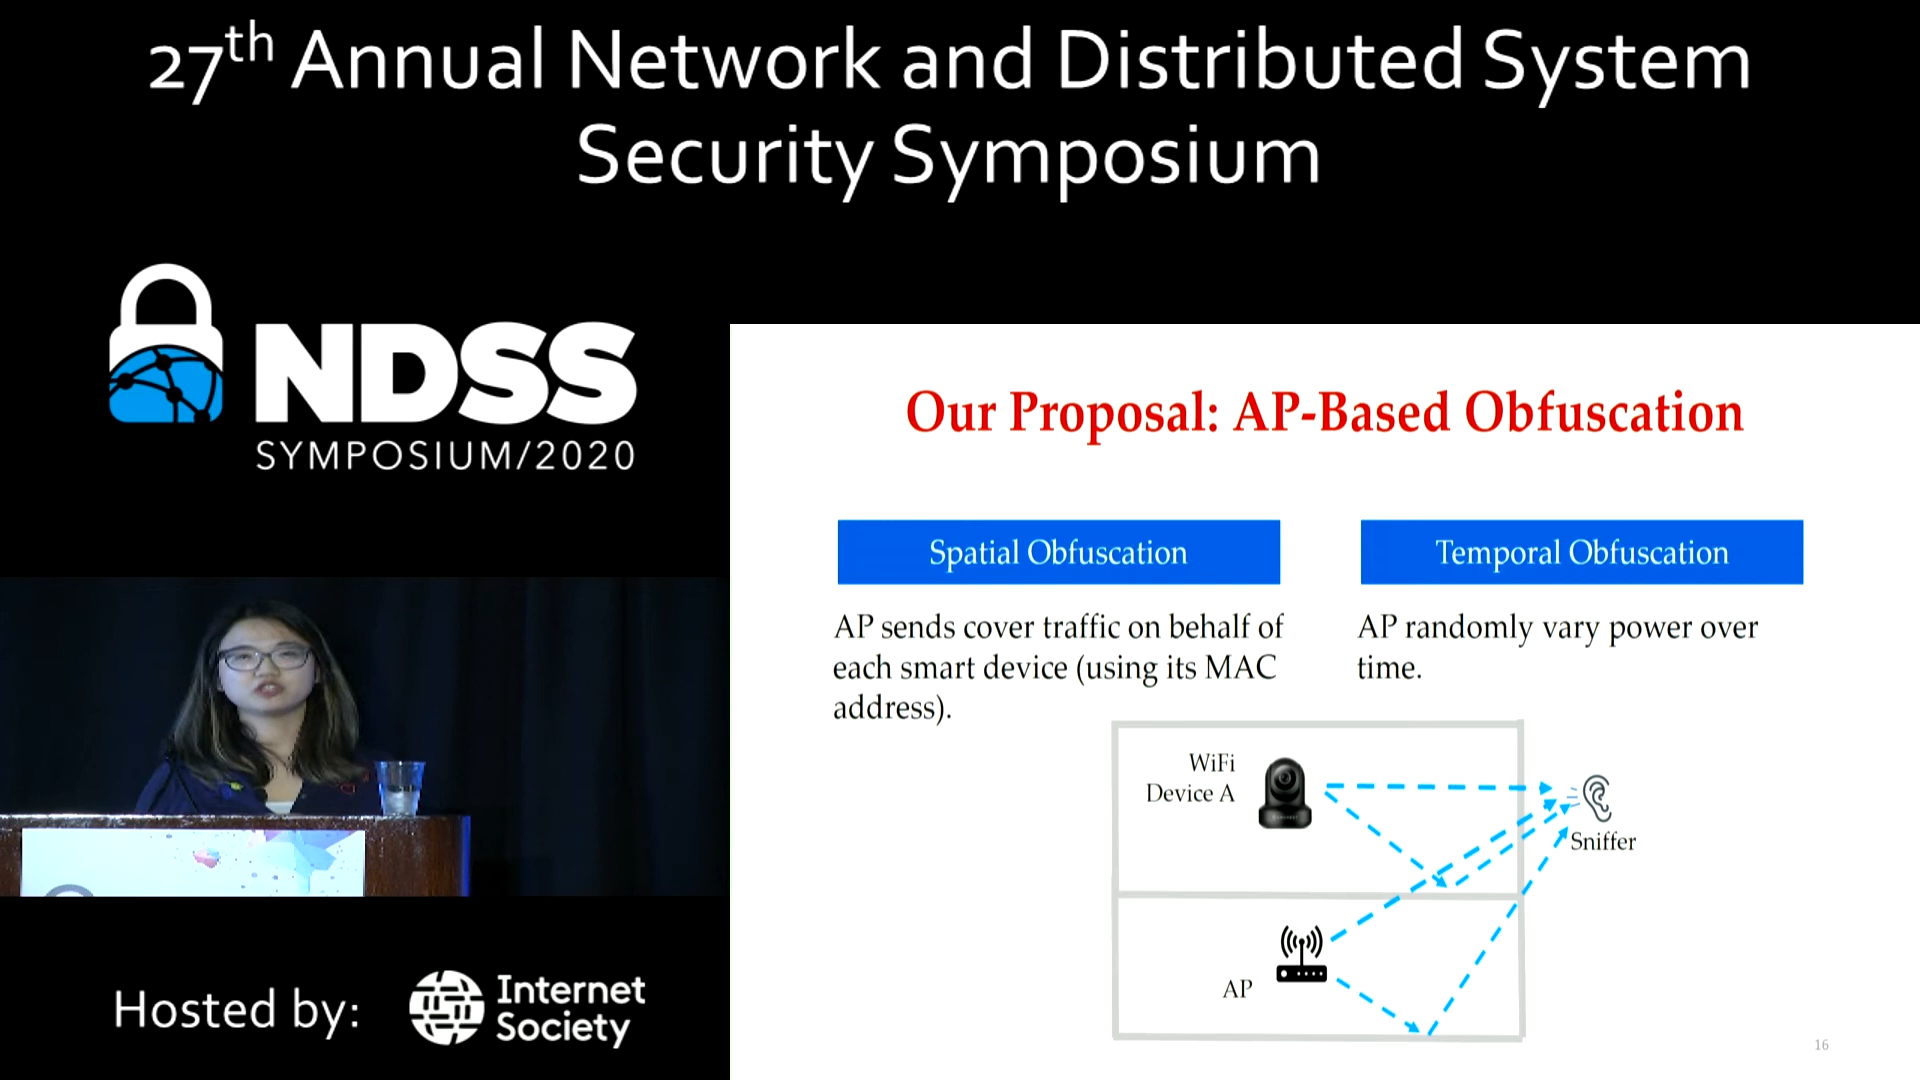 27th Annual Network and Distributed System
Security Symposium
NDSS
SYMPOSIUM/2020
Our Proposal: AP-Based Obfuscation
Spatial Obfuscation
AP sends cover traffic on behalf of
each smart device (using its MAC
address).
Temporal Obfuscation
AP randomly vary power over
time.
WiFi
Device A
Sniffer
AP
16
Hosted by:
Internet
Society